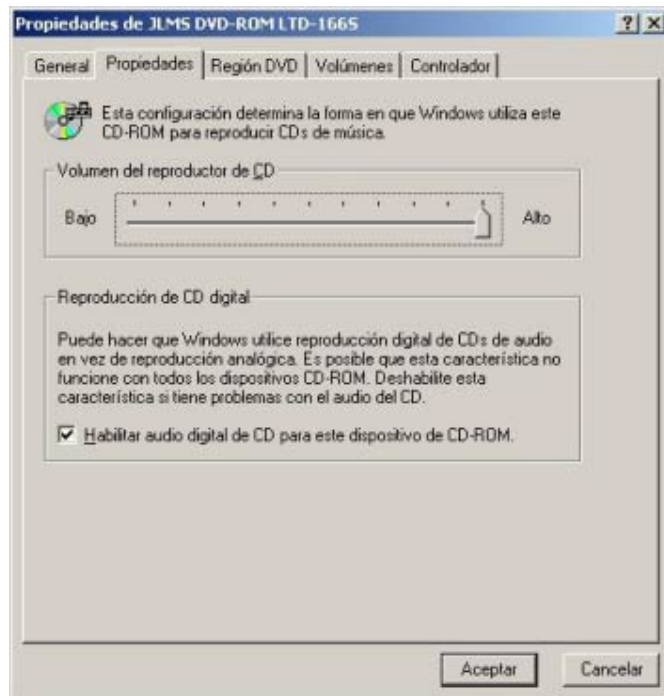 Propiedades de JLMS DVD-ROM LTD-166S
General Propiedades Región DVD Volúmenes Controlador
Esta configuración determina la forma en que Windows utiliza este
CD-ROM para reproducir CDs de música.
Volumen del reproductor de CD
Bajo Alto
Reproducción de CD digital
Puede hacer que Windows utilice reproducción digital de CDs de audio
en vez de reproducción analógica. Es posible que esta característica no
funcione con todos los dispositivos CD-ROM. Deshabilite esta
característica si tiene problemas con el audio del CD.
Habilitar audio digital de CD para este dispositivo de CD-ROM.
Aceptar Cancelar